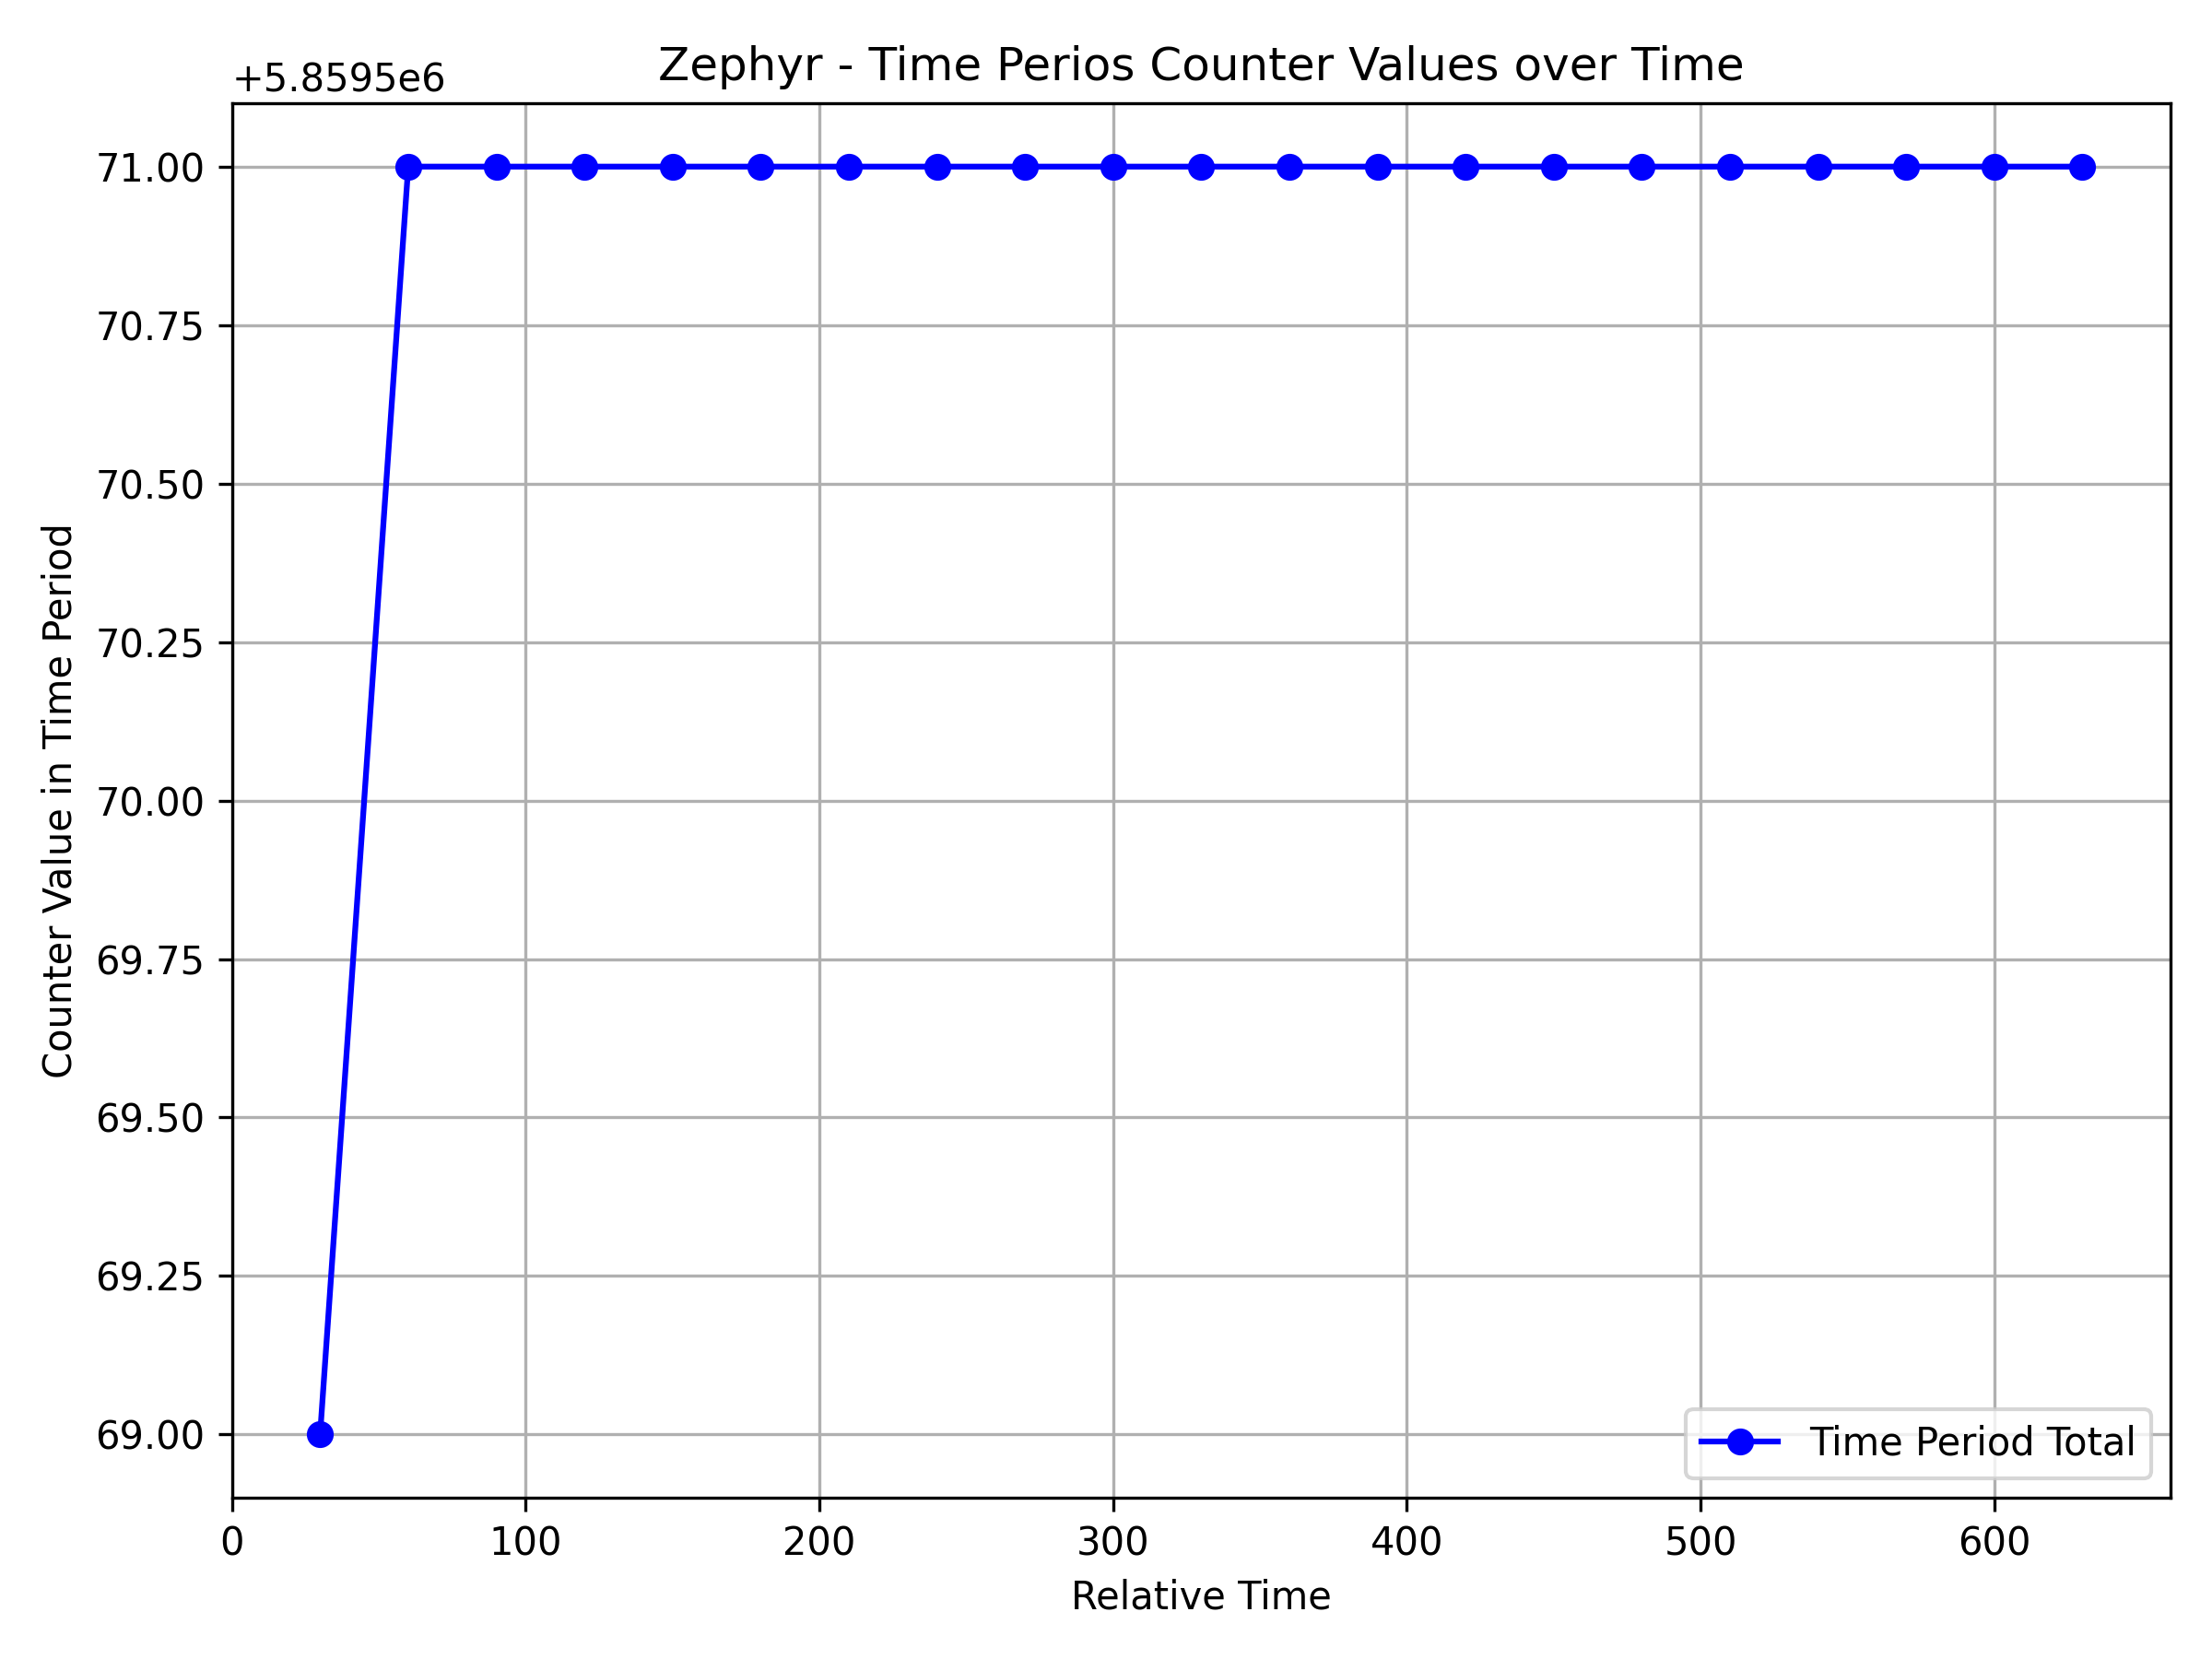 Zephyr - Time Perios Counter Values over Time
+5.8595e6
71.00
70.75
70.50
70.25
70.00
69.75
69.50
69.25
69.00
Counter Value in Time Period
Time Period Total
0 100 200 300 400 500 600
Relative Time